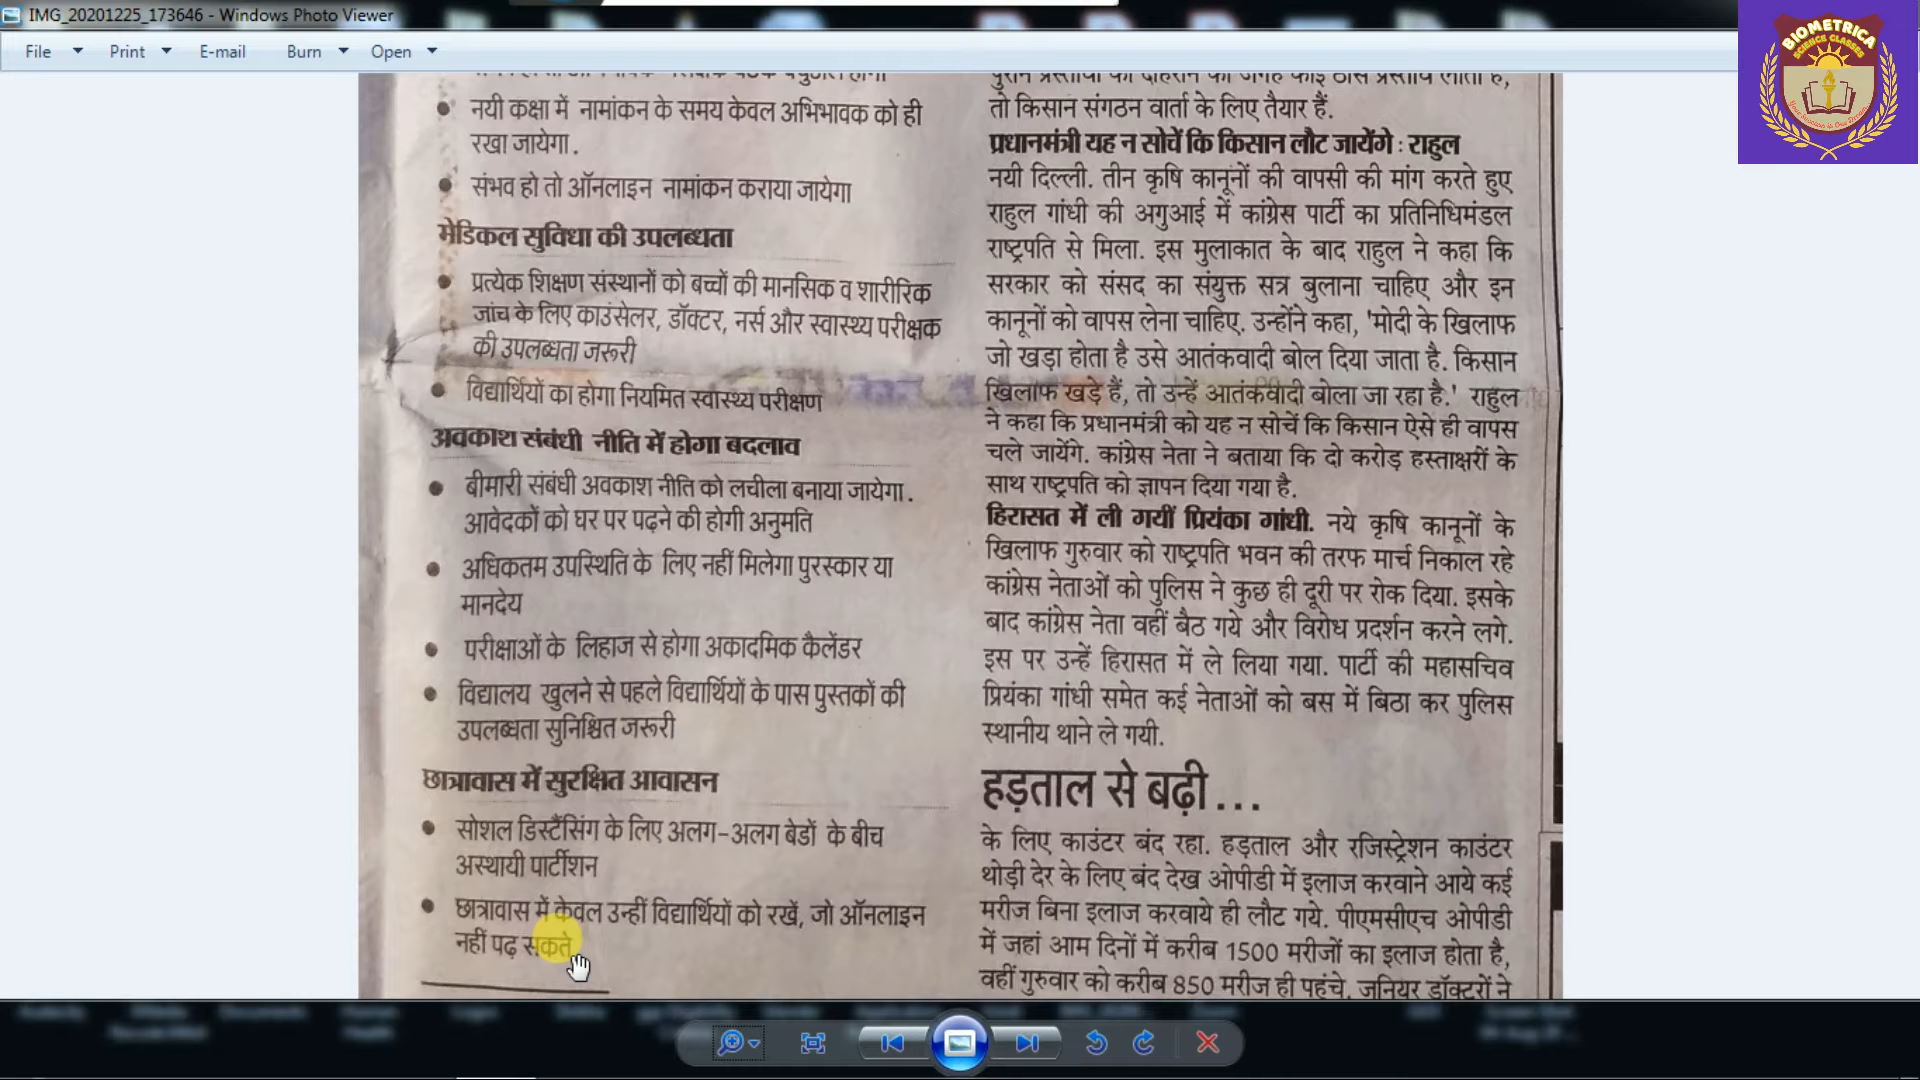 IMG_20201225_173646 - Windows Photo Viewer
File
Print
E-mail
Burn
Open
BIOMETRICA
SCIENCE CLASSES
नयी कक्षा में नामांकन के समय केवल अभिभावक को ही
रखा जायेगा.
संभव हो तो ऑनलाइन नामांकन कराया जायेगा
मेडिकल सुविधा की उपलब्धता
प्रत्येक शिक्षण संस्थानों को बच्चों की मानसिक व शारीरिक
जांच के लिए काउंसेलर, डॉक्टर, नर्स और स्वास्थ्य परीक्षक
की उपलब्धता जरूरी
विद्यार्थियों का होगा नियमित स्वास्थ्य परीक्षण
अवकाश संबंधी नीति में होगा बदलाव
बीमारी संबंधी अवकाश नीति को लचीला बनाया जायेगा.
आवेदकों को घर पर पढ़ने की होगी अनुमति
अधिकतम उपस्थिति के लिए नहीं मिलेगा पुरस्कार या
मानदेय
परीक्षाओं के लिहाज से होगा अकादमिक कैलेंडर
विद्यालय खुलने से पहले विद्यार्थियों के पास पुस्तकों की
उपलब्धता सुनिश्चित जरूरी
छात्रावास में सुरक्षित आवासन
सोशल डिस्टैंसिंग के लिए अलग-अलग बेडों के बीच
अस्थायी पार्टीशन
छात्रावास में केवल उन्हीं विद्यार्थियों को रखें, जो ऑनलाइन
नहीं पढ़ सकते
पुराने प्रस्तावों को दोहराने की जगह कोई ठोस प्रस्ताव लाती है,
तो किसान संगठन वार्ता के लिए तैयार हैं.
प्रधानमंत्री यह न सोचें कि किसान लौट जायेंगे : राहुल
नयी दिल्ली. तीन कृषि कानूनों की वापसी की मांग करते हुए
राहुल गांधी की अगुआई में कांग्रेस पार्टी का प्रतिनिधिमंडल
राष्ट्रपति से मिला. इस मुलाकात के बाद राहुल ने कहा कि
सरकार को संसद का संयुक्त सत्र बुलाना चाहिए और इन
कानूनों को वापस लेना चाहिए. उन्होंने कहा, 'मोदी के खिलाफ
जो खड़ा होता है उसे आतंकवादी बोल दिया जाता है. किसान
खिलाफ खड़े हैं, तो उन्हें आतंकवादी बोला जा रहा है.' राहुल
ने कहा कि प्रधानमंत्री को यह न सोचें कि किसान ऐसे ही वापस
चले जायेंगे. कांग्रेस नेता ने बताया कि दो करोड़ हस्ताक्षरों के
साथ राष्ट्रपति को ज्ञापन दिया गया है.
हिरासत में ली गयीं प्रियंका गांधी. नये कृषि कानूनों के
खिलाफ गुरुवार को राष्ट्रपति भवन की तरफ मार्च निकाल रहे
कांग्रेस नेताओं को पुलिस ने कुछ ही दूरी पर रोक दिया. इसके
बाद कांग्रेस नेता वहीं बैठ गये और विरोध प्रदर्शन करने लगे.
इस पर उन्हें हिरासत में ले लिया गया. पार्टी की महासचिव
प्रियंका गांधी समेत कई नेताओं को बस में बिठा कर पुलिस
स्थानीय थाने ले गयी.
हड़ताल से बढ़ी...
के लिए काउंटर बंद रहा. हड़ताल और रजिस्ट्रेशन काउंटर
थोड़ी देर के लिए बंद देख ओपीडी में इलाज करवाने आये कई
मरीज बिना इलाज करवाये ही लौट गये. पीएमसीएच ओपीडी
में जहां आम दिनों में करीब 1500 मरीजों का इलाज होता है,
वहीं गुरुवार को करीब 850 मरीज ही पहुंचे. जूनियर डॉक्टरों ने